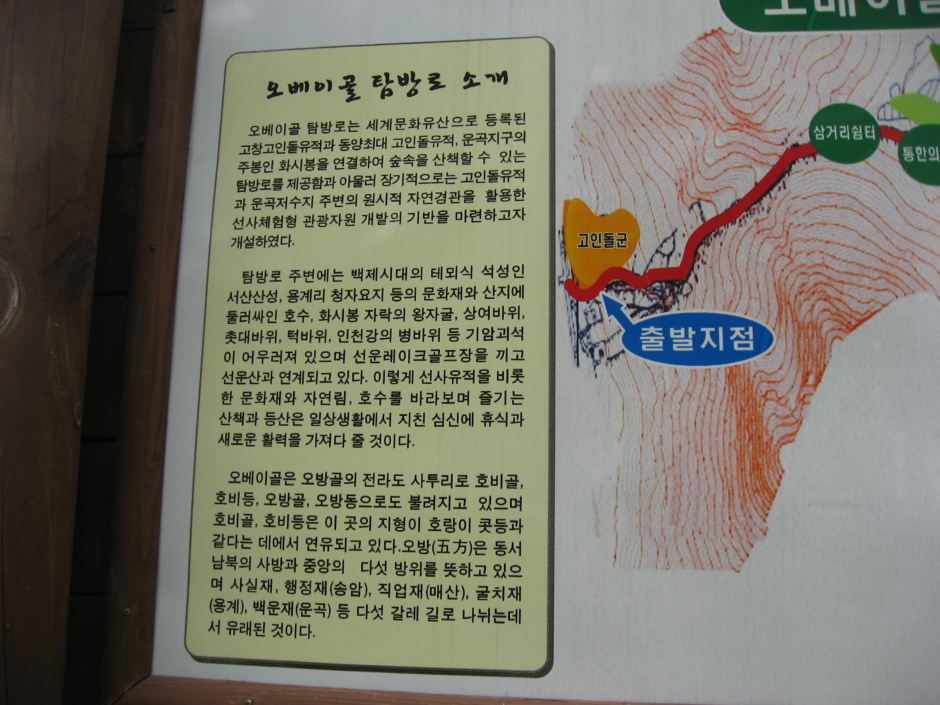 오베이골 탐방로 소개
오베이골 탐방로는 세계문화유산으로 등록된
고창고인돌유적과 동양최대 고인돌유적, 운곡지구의
주봉인 화시봉을 연결하여 숲속을 산책할 수 있는
탐방로를 제공함과 아울러 장기적으로는 고인돌유적
과 운곡저수지 주변의 원시적 자연경관을 활용한
선사체험형 관광자원 개발의 기반을 마련하고자
개설하였다.
탐방로 주변에는 백제시대의 테뫼식 석성인
서산산성, 용계리 청자요지 등의 문화재와 산지에
둘러싸인 호수, 화시봉 자락의 왕자굴, 상여바위,
촛대바위, 턱바위, 인천강의 병바위 등 기암괴석
이 어우러져 있으며 선운레이크골프장을 끼고
선운산과 연계되고 있다. 이렇게 선사유적을 비롯
한 문화재와 자연림, 호수를 바라보며 즐기는
산책과 등산은 일상생활에서 지친 심신에 휴식과
새로운 활력을 가져다 줄 것이다.
오베이골은 오방골의 전라도 사투리로 호비골,
호비등, 오방골, 오방동으로도 불려지고 있으며
호비골, 호비등은 이 곳의 지형이 호랑이 콧등과
같다는 데에서 연유되고 있다.오방(五方)은 동서
남북의 사방과 중앙의 다섯 방위를 뜻하고 있으
며 사실재, 행정재(송암), 직업재(매산), 굴치재
(용계), 백운재(운곡) 등 다섯 갈레 길로 나뉘는데
서 유래된 것이다.
오베이골
삼거리쉼터
통한의
고인돌군
출발지점